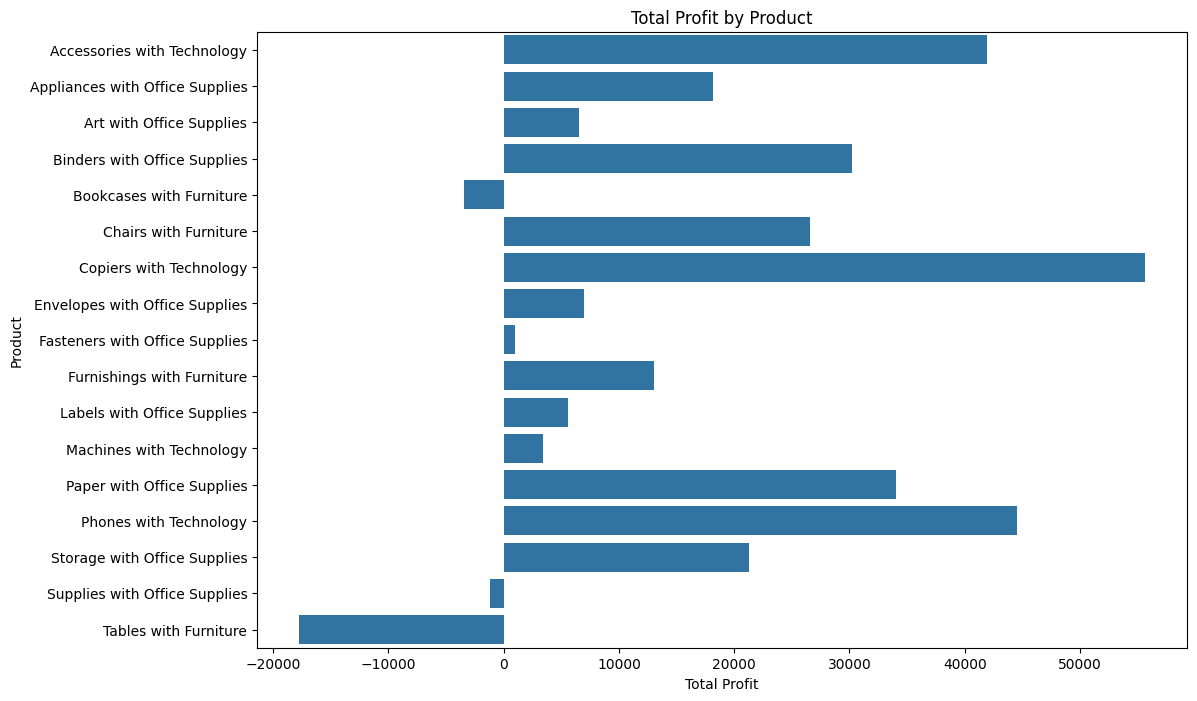 Total Profit by Product
Product
Accessories with Technology
Appliances with Office Supplies
Art with Office Supplies
Binders with Office Supplies
Bookcases with Furniture
Chairs with Furniture
Copiers with Technology
Envelopes with Office Supplies
Fasteners with Office Supplies
Furnishings with Furniture
Labels with Office Supplies
Machines with Technology
Paper with Office Supplies
Phones with Technology
Storage with Office Supplies
Supplies with Office Supplies
Tables with Furniture
−20000 −10000 0 10000 20000 30000 40000 50000
Total Profit